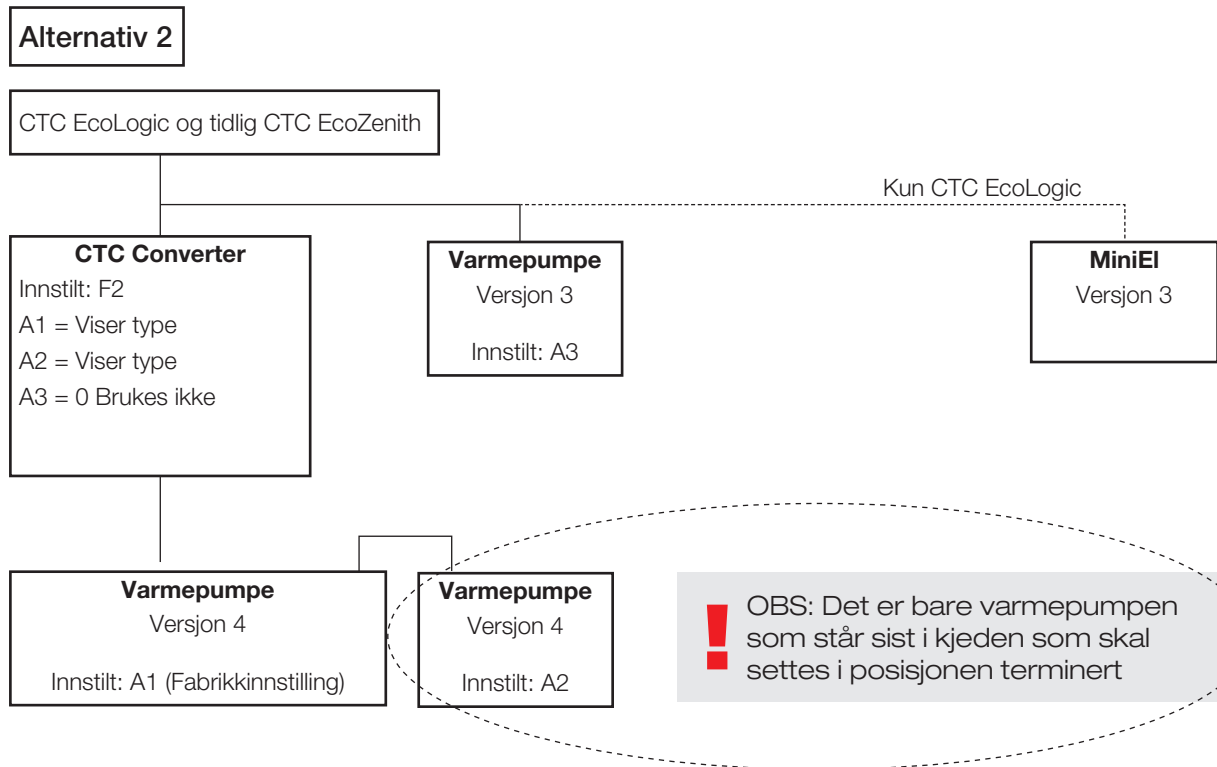 Alternativ 2
CTC EcoLogic og tidlig CTC EcoZenith
Kun CTC EcoLogic
CTC Converter
Innstilt: F2
A1 = Viser type
A2 = Viser type
A3 = 0 Brukes ikke
Varmepumpe
Versjon 3
Innstilt: A3
MiniEl
Versjon 3
Varmepumpe
Versjon 4
Innstilt: A1 (Fabrikkinnstilling)
Varmepumpe
Versjon 4
Innstilt: A2
! OBS: Det er bare varmepumpen
som står sist i kjeden som skal
settes i posisjonen terminert